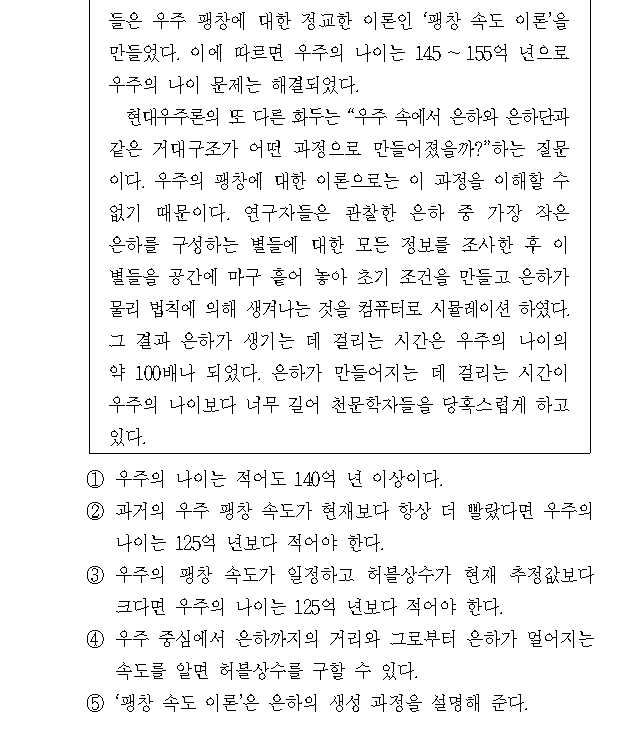 들은 우주 팽창에 대한 정교한 이론인 ‘팽창 속도 이론’을
만들었다. 이에 따르면 우주의 나이는 145 ~ 155억 년으로
우주의 나이 문제는 해결되었다.
현대우주론의 또 다른 화두는 “우주 속에서 은하와 은하단과
같은 거대구조가 어떤 과정으로 만들어졌을까?”하는 질문
이다. 우주의 팽창에 대한 이론으로는 이 과정을 이해할 수
없기 때문이다. 연구자들은 관찰한 은하 중 가장 작은
은하를 구성하는 별들에 대한 모든 정보를 조사한 후 이
별들을 공간에 마구 흩어 놓아 초기 조건을 만들고 은하가
물리 법칙에 의해 생겨나는 것을 컴퓨터로 시뮬레이션 하였다.
그 결과 은하가 생기는 데 걸리는 시간은 우주의 나이의
약 100배나 되었다. 은하가 만들어지는 데 걸리는 시간이
우주의 나이보다 너무 길어 천문학자들을 당혹스럽게 하고
있다.
① 우주의 나이는 적어도 140억 년 이상이다.
② 과거의 우주 팽창 속도가 현재보다 항상 더 빨랐다면 우주의
나이는 125억 년보다 적어야 한다.
③ 우주의 팽창 속도가 일정하고 허블상수가 현재 추정값보다
크다면 우주의 나이는 125억 년보다 적어야 한다.
④ 우주 중심에서 은하까지의 거리와 그로부터 은하가 멀어지는
속도를 알면 허블상수를 구할 수 있다.
⑤ ‘팽창 속도 이론’은 은하의 생성 과정을 설명해 준다.